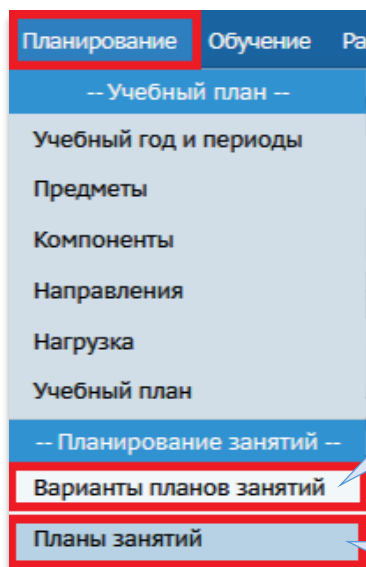 Планирование Обучение Ра
-- Учебный план --
Учебный год и периоды
Предметы
Компоненты
Направления
Нагрузка
Учебный план
-- Планирование занятий --
Варианты планов занятий
Планы занятий